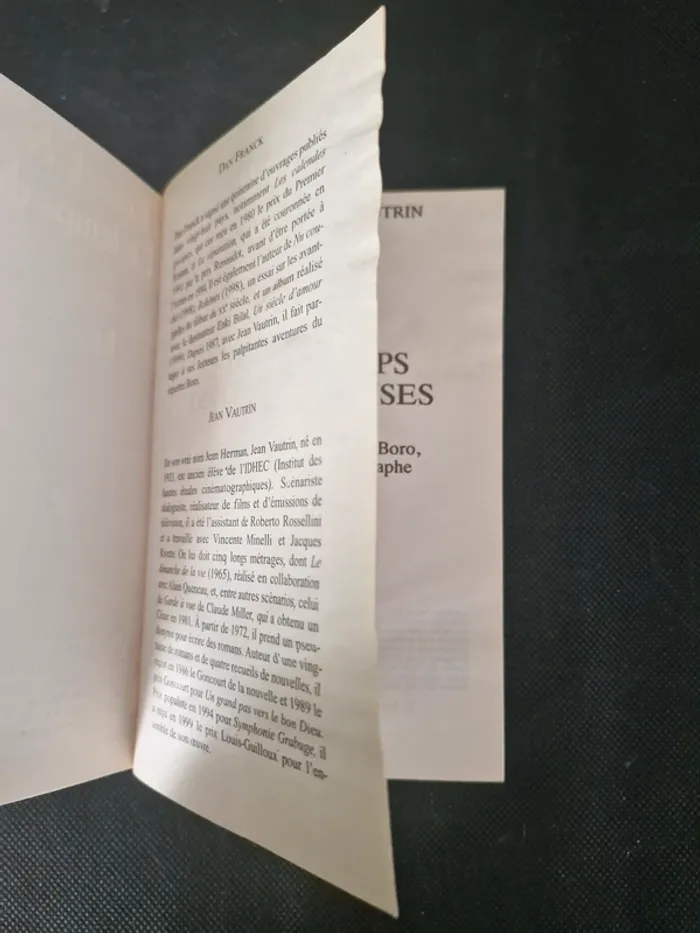 DAN FRANCK
Dan Franck a signé une quinzaine d'ouvrages publiés
dans vingt-huit pays, notamment Les calendes
grecques, qui a reçu en 1980 le prix du Premier
Roman, et La séparation, qui a été couronnée en
1991 par le prix Renaudot, avant d'être portée à
l'écran en 1994. Il est également l'auteur de Nu cou-
ché (1998), Bohèmes (1998), un essai sur les avant-
gardes du début du XXe siècle, et un album réalisé
avec le dessinateur Enki Bilal, Un siècle d'amour
(1999). Depuis 1987, avec Jean Vautrin, il fait par-
tager à ses lecteurs les palpitantes aventures du
reporter Boro.
JEAN VAUTRIN
De son vrai nom Jean Herman, Jean Vautrin, né en
1933, est ancien élève de l'IDHEC (Institut des
hautes études cinématographiques). Scénariste
dialoguiste, réalisateur de films et d'émissions de
télévision, il a été l'assistant de Roberto Rossellini
et a travaillé avec Vincente Minelli et Jacques
Rivette. On lui doit cinq longs métrages, dont Le
dimanche de la vie (1965), réalisé en collaboration
avec Alain Queneau, et, entre autres scénarios, celui
de Garde à vue de Claude Miller, qui a obtenu un
César en 1981. À partir de 1972, il prend un pseu-
donyme pour écrire des romans. Auteur d'une ving-
taine de romans et de quatre recueils de nouvelles, il
reçoit en 1986 le Goncourt de la nouvelle et 1989 le
prix Goncourt pour Un grand pas vers le bon Dieu.
Prix populiste en 1994 pour Symphonie Grabuge, il
a reçu en 1999 le prix Louis-Guilloux pour l'en-
semble de son œuvre.
UTRIN
PS
USES
Boro,
aphe